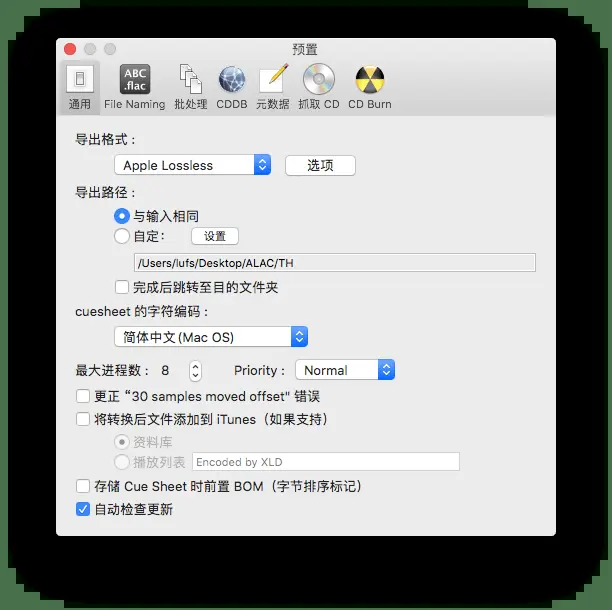 预置
ABC
.flac
通用 File Naming 批处理 CDDB 元数据 抓取 CD CD Burn
导出格式：
Apple Lossless 选项
导出路径：
与输入相同
自定： 设置
/Users/lufs/Desktop/ALAC/TH
完成后跳转至目的文件夹
cuesheet 的字符编码：
简体中文(Mac OS)
最大进程数： 8 Priority： Normal
更正 “30 samples moved offset" 错误
将转换后文件添加到 iTunes（如果支持）
资料库
播放列表 Encoded by XLD
存储 Cue Sheet 时前置 BOM（字节排序标记）
自动检查更新